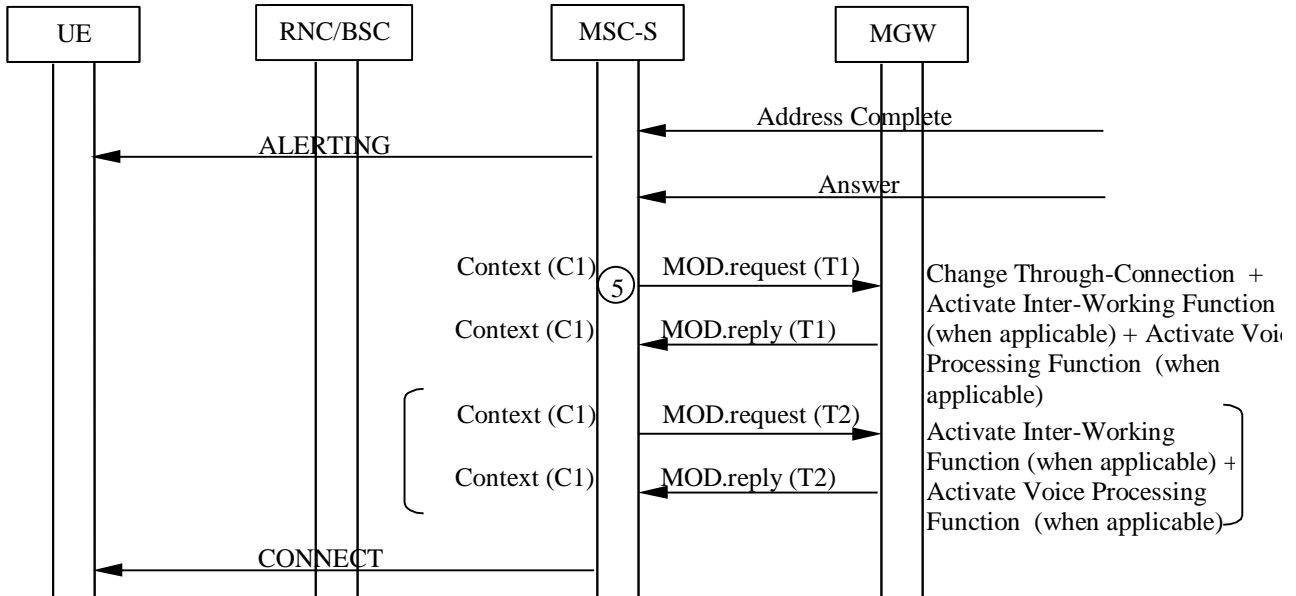 UE
RNC/BSC
MSC-S
MGW
Address Complete
ALERTING
Answer
Context (C1)
5
MOD.request (T1)
Context (C1)
MOD.reply (T1)
Change Through-Connection +
Activate Inter-Working Function
(when applicable) + Activate
Processing Function (when
applicable)
Context (C1)
MOD.request (T2)
Context (C1)
MOD.reply (T2)
Activate Inter-Working
Function (when applicable) +
Activate Voice Processing
Function (when applicable)
CONNECT